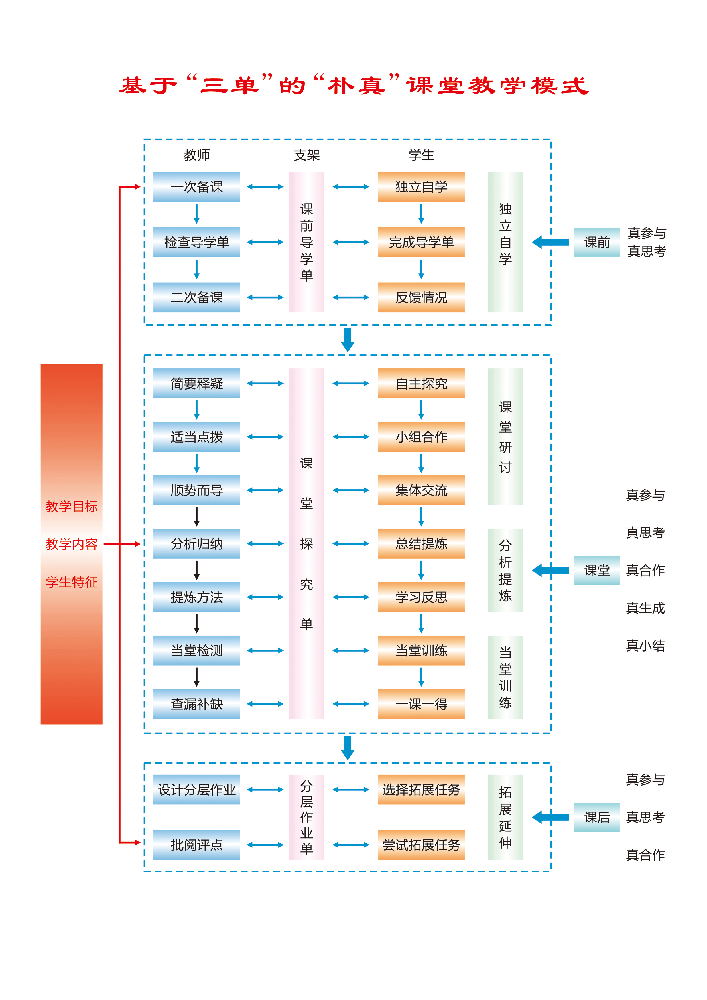 基于“三单”的“朴真”课堂教学模式
教师 支架 学生
一次备课 独立自学
检查导学单 完成导学单
二次备课 反馈情况
课前导学单
独立自学
课前
真参与
真思考
教学目标
教学内容
学生特征
简要释疑 自主探究
适当点拨 小组合作
顺势而导 集体交流
分析归纳 总结提炼
提炼方法 学习反思
当堂检测 当堂训练
查漏补缺 一课一得
课堂探究单
课堂研讨
分析提炼
当堂训练
课堂
真参与
真思考
真合作
真生成
真小结
设计分层作业 选择拓展任务
批阅评点 尝试拓展任务
分层作业单
拓展延伸
课后
真参与
真思考
真合作